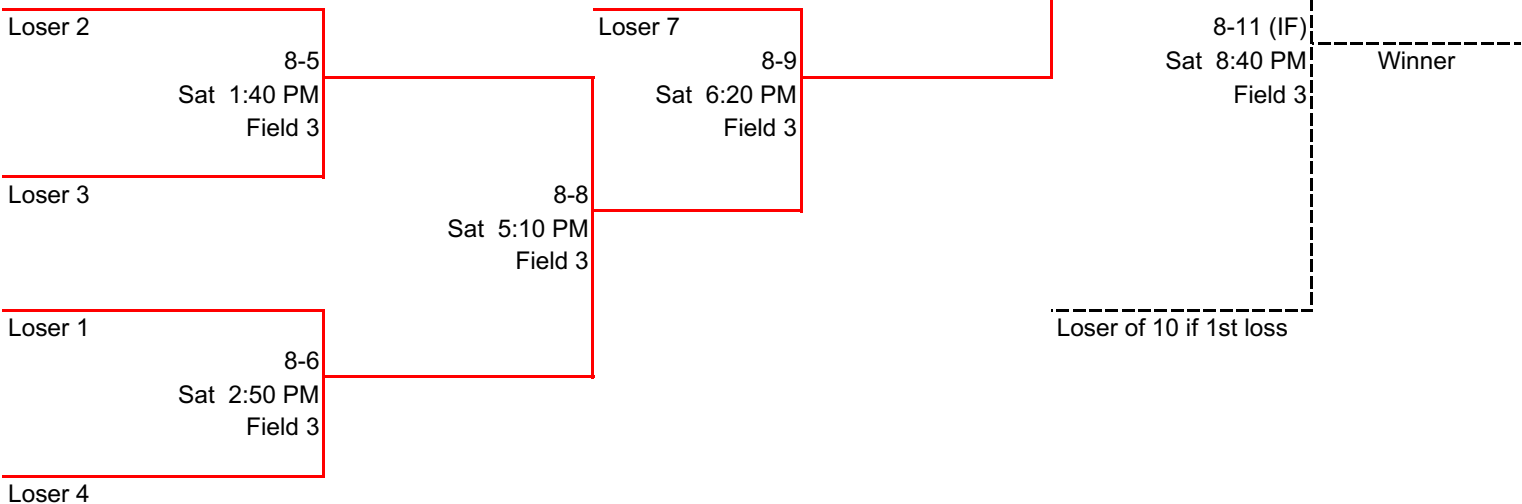 Loser 2
8-5
Sat 1:40 PM
Field 3
Loser 3
Loser 7
8-9
Sat 6:20 PM
Field 3
8-11 (IF)
Sat 8:40 PM
Field 3
Winner
8-8
Sat 5:10 PM
Field 3
Loser 1
8-6
Sat 2:50 PM
Field 3
Loser 4
Loser of 10 if 1st loss